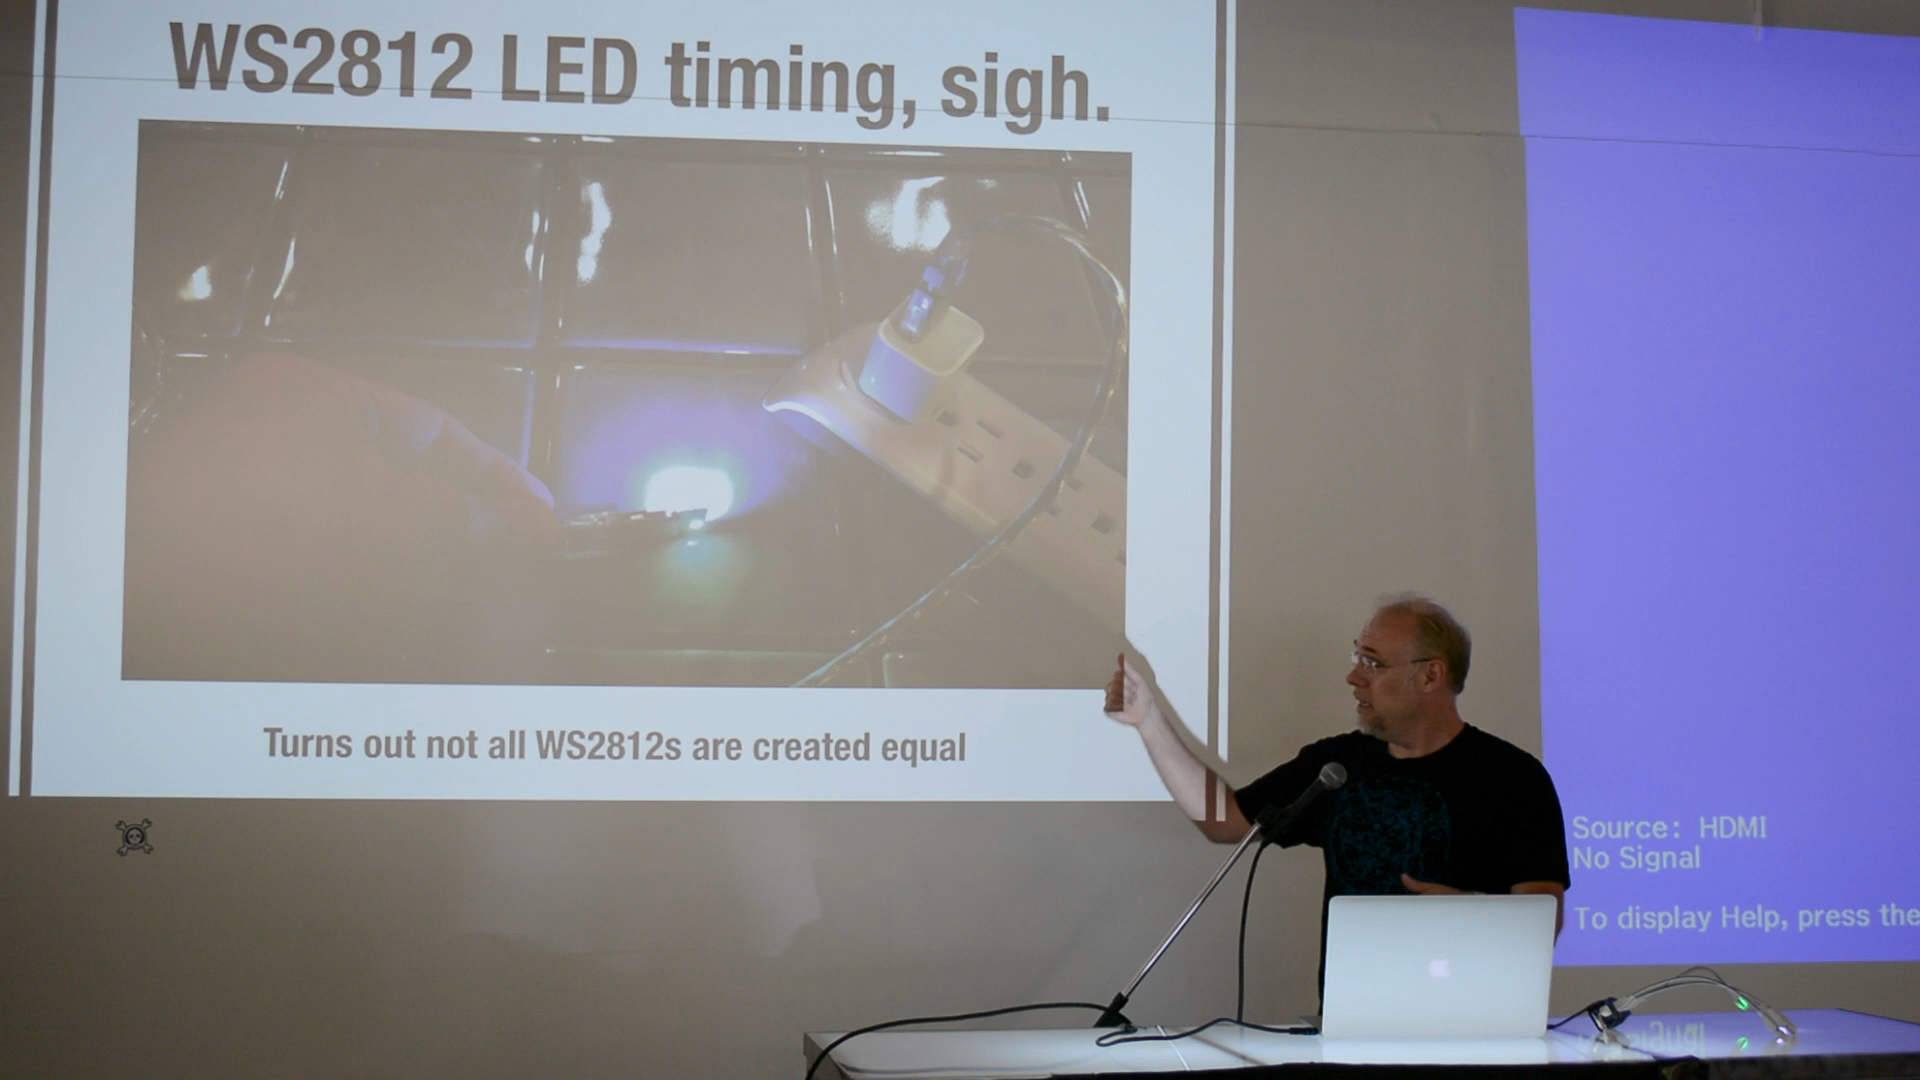 WS2812 LED timing, sigh.
Turns out not all WS2812s are created equal
Source: HDMI
No Signal
To display Help, press the